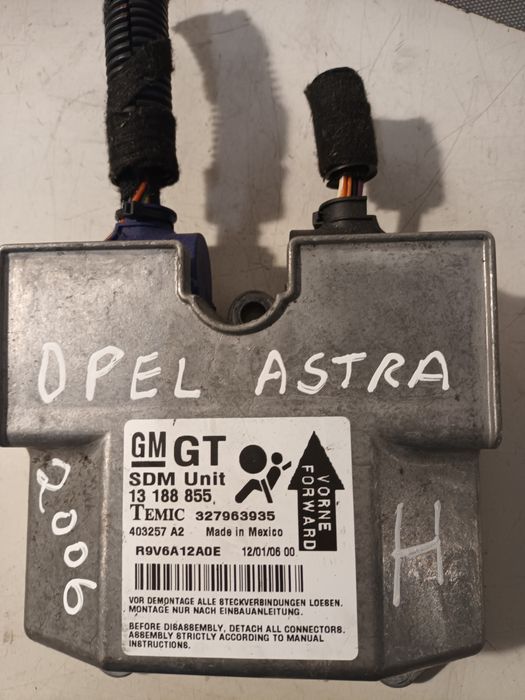 OPEL ASTRA
2006
H
GM GT
SDM Unit
13 188 855
TEMIC 327963935
403257 A2 Made in Mexico
R9V6A12A0E 12/01/06 00
VORNE
FORWARD
VOR DEMONTAGE ALLE STECKVERBINDUNGEN LOESEN.
MONTAGE NUR NACH EINBAUANLEITUNG.
BEFORE DISASSEMBLY, DETACH ALL CONNECTORS.
ASSEMBLY STRICTLY ACCORDING TO MANUAL
INSTRUCTIONS.